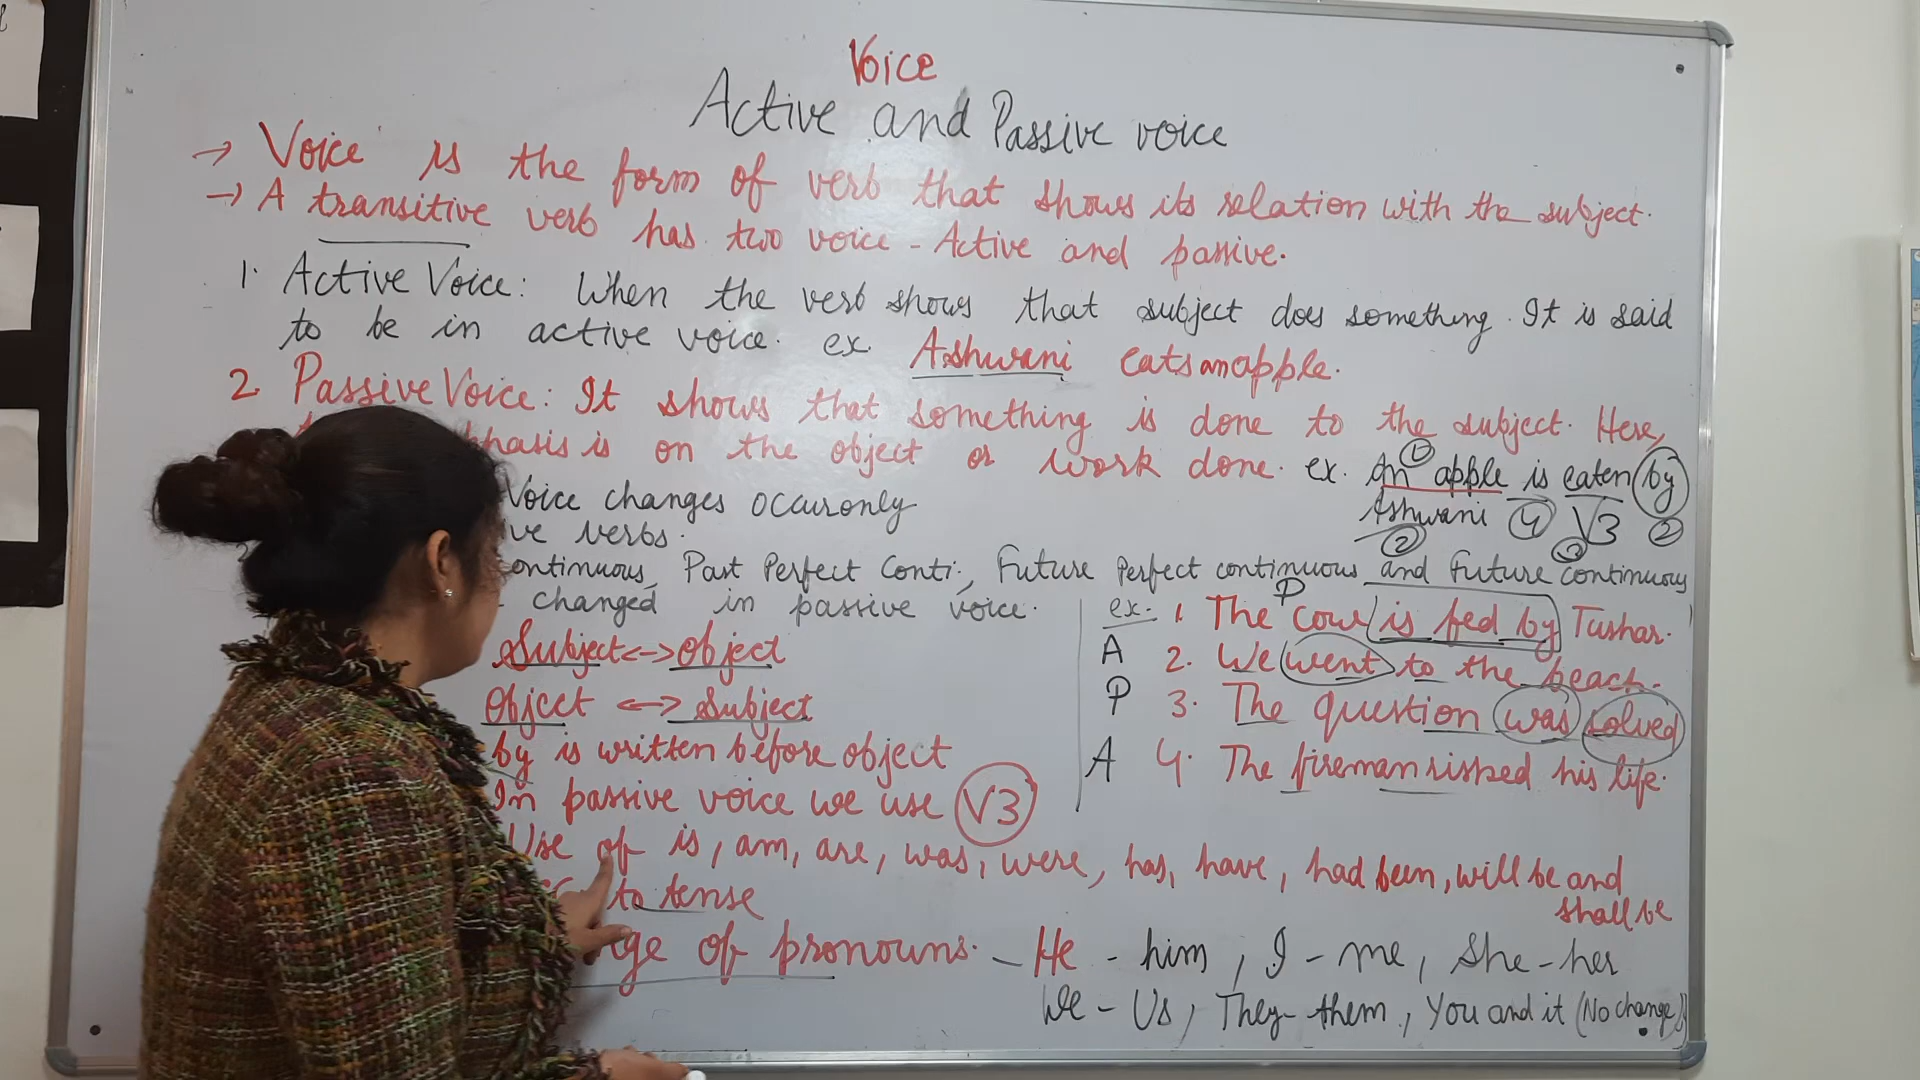 Voice
Active and Passive voice
→ Voice is the form of verb that shows its relation with the subject.
→ A transitive verb has two voice - Active and passive.
1. Active Voice: When the verb shows that subject does something. It is said
to be in active voice. ex. Ashwani eats an apple.
2. Passive Voice: It shows that something is done to the subject. Here,
is on the object or work done. ex. An apple is eaten by
Ashwani
① ② ④ V3 ③ ②
Voice changes occur only
verbs.
Continuous, Past Perfect Conti., Future perfect continuous and future continuous
changed in passive voice.
Subject <-> Object
Object <-> Subject
by is written before object
In passive voice we use V3
Use of is, am, are, was, were, has, have, had been, will be and
shall be
to tense
of pronouns. - He - him, I - me, She - her
We - Us, They - them, You and it (No change)
ex. 1. The cow is fed by Tushar.
P
A 2. We went to the beach.
P 3. The question was solved
A 4. The fireman risked his life.